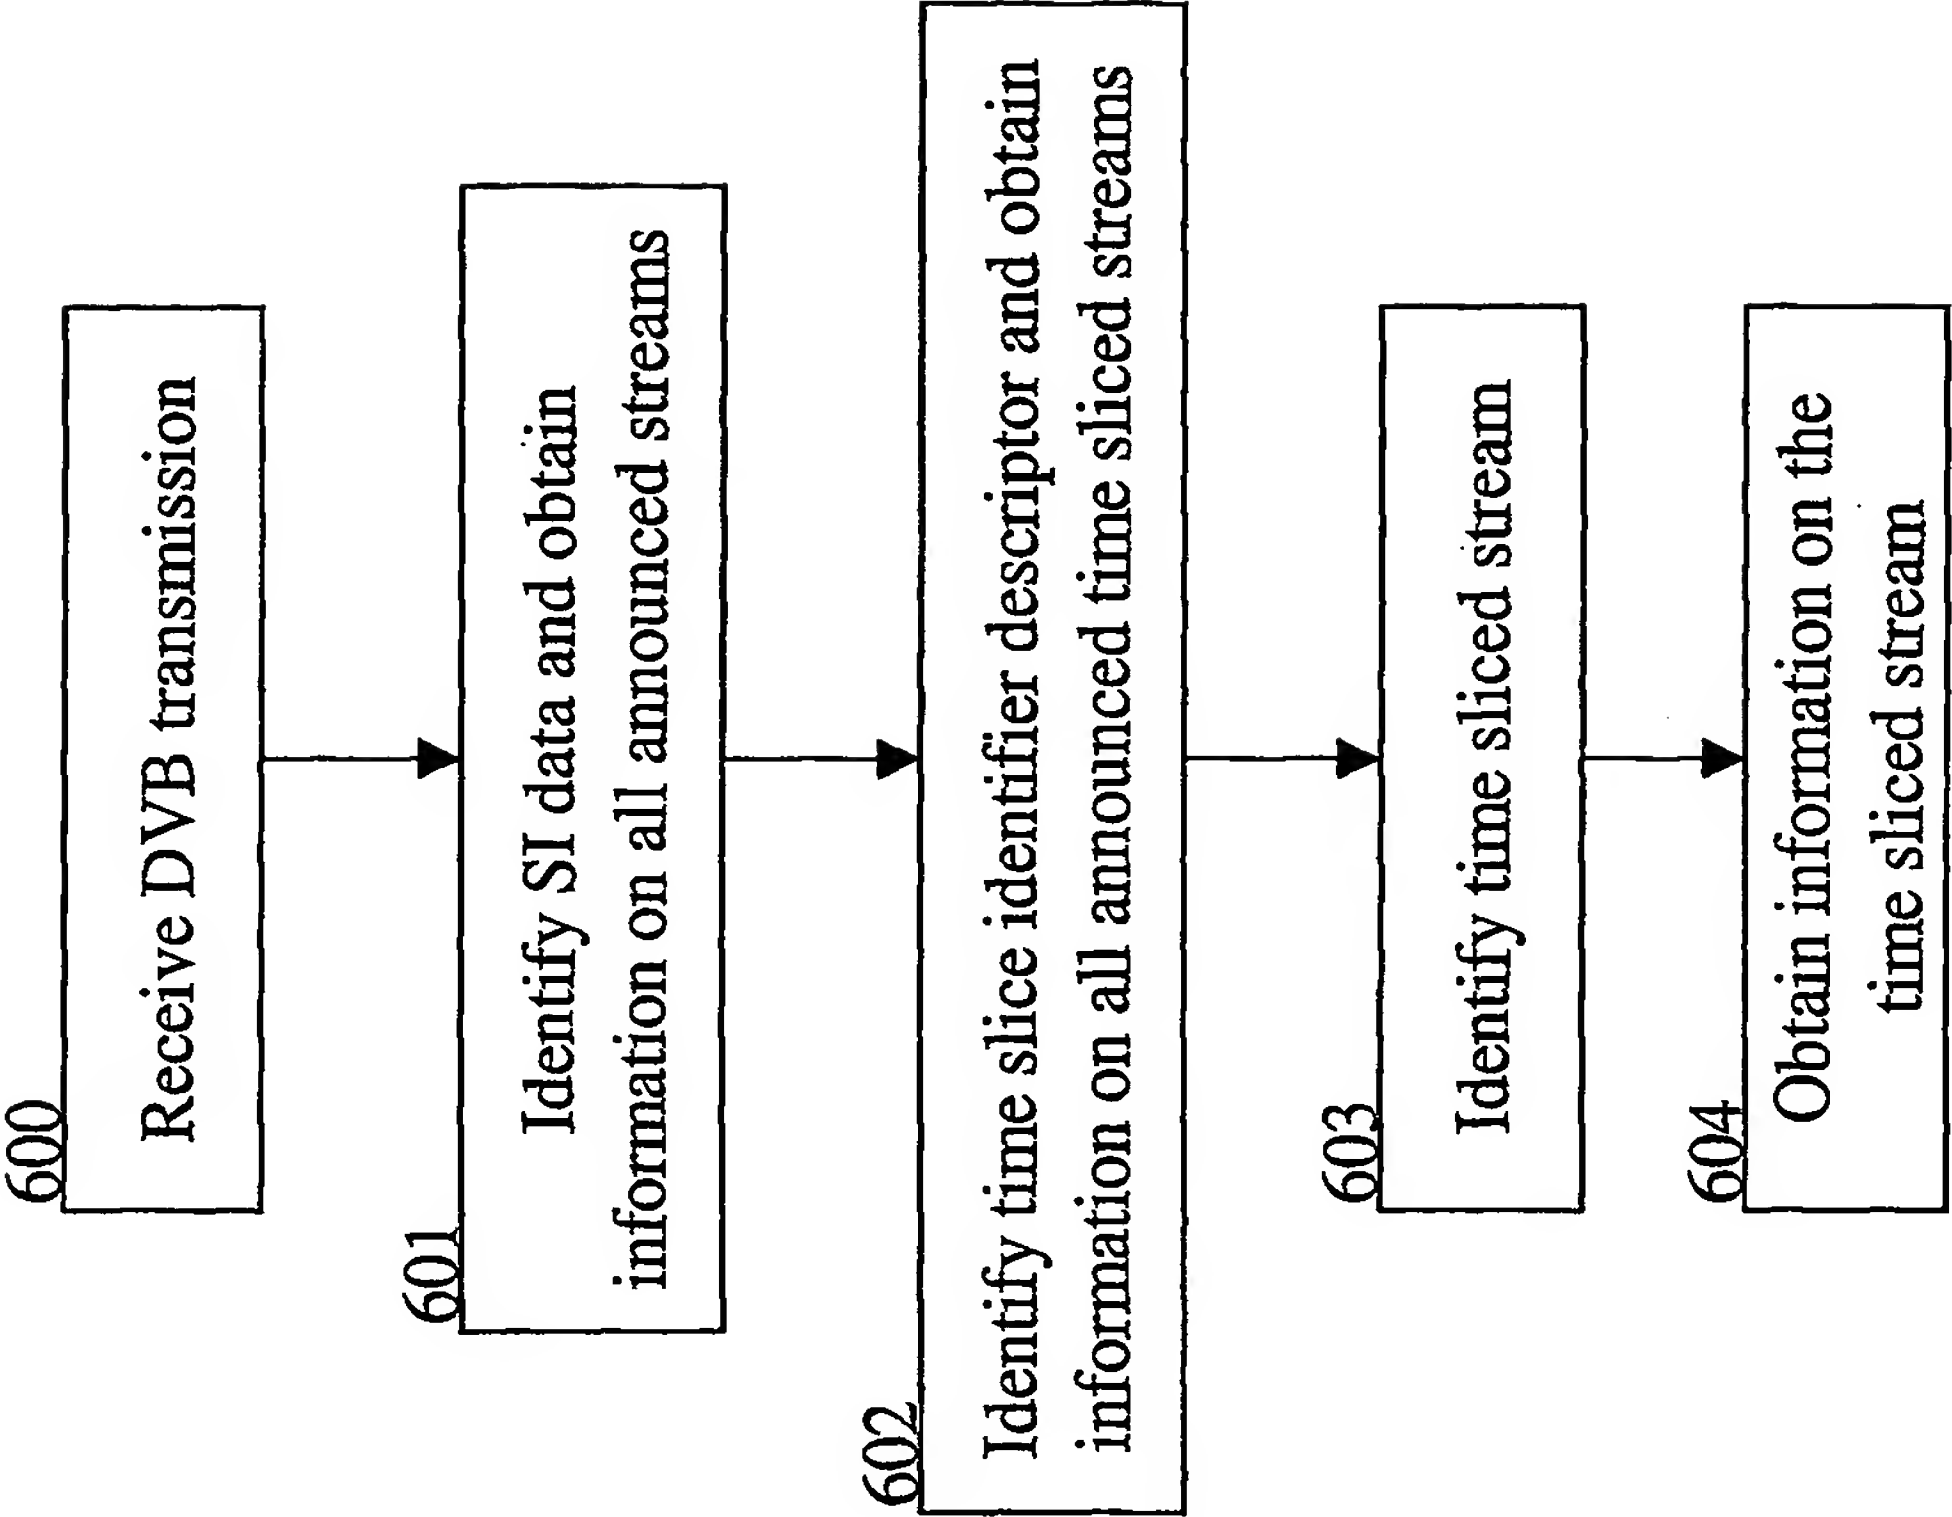 600
Receive DVB transmission
601
Identify SI data and obtain
information on all announced streams
602
Identify time slice identifier descriptor and obtain
information on all announced time sliced streams
603
Identify time sliced stream
604
Obtain information on the
time sliced stream